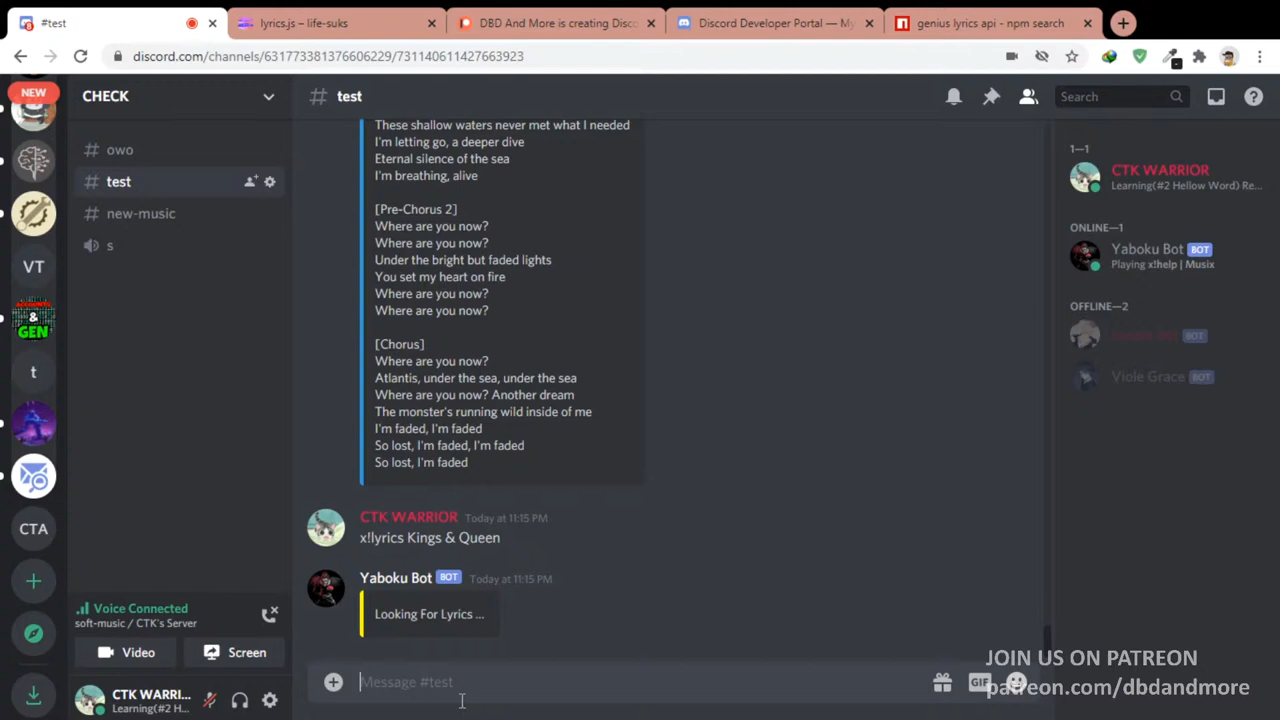 #test
lyrics.js – life-suks
DBD And More is creating Disco
Discord Developer Portal — My
genius lyrics api - npm search
discord.com/channels/631773381376606229/731140611427663923
NEW
CHECK
# test
Search
owo
test
new-music
s
VT
ACCOUNTS
&
GEN
t
CTA
These shallow waters never met what I needed
I'm letting go, a deeper dive
Eternal silence of the sea
I'm breathing, alive
[Pre-Chorus 2]
Where are you now?
Where are you now?
Under the bright but faded lights
You set my heart on fire
Where are you now?
Where are you now?
[Chorus]
Where are you now?
Atlantis, under the sea, under the sea
Where are you now? Another dream
The monster's running wild inside of me
I'm faded, I'm faded
So lost, I'm faded, I'm faded
So lost, I'm faded
CTK WARRIOR Today at 11:15 PM
x!lyrics Kings & Queen
Yaboku Bot BOT Today at 11:15 PM
Looking For Lyrics ...
Message #test
GIF
Voice Connected
soft-music / CTK's Server
Video
Screen
CTK WARRI...
Learning(#2 H...
1—1
CTK WARRIOR
Learning(#2 Hellow Word) Re...
ONLINE—1
Yaboku Bot BOT
Playing x!help | Musix
OFFLINE—2
BOT
Viole Grace BOT
JOIN US ON PATREON
patreon.com/dbdandmore